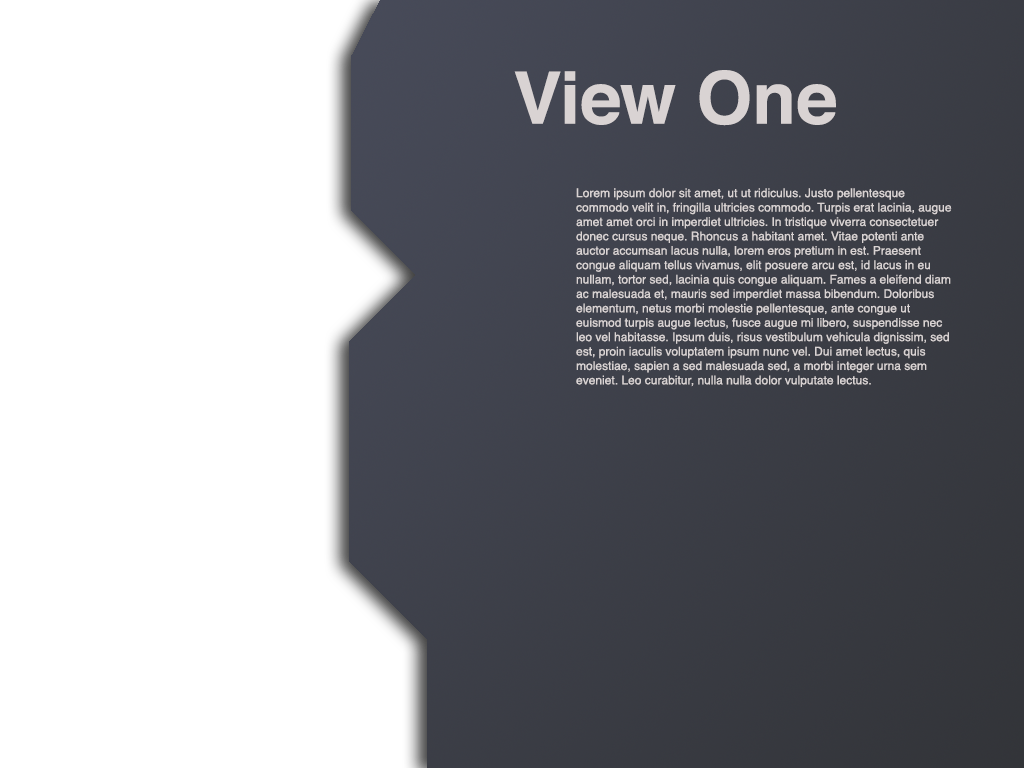 View One
Lorem ipsum dolor sit amet, ut ut ridiculus. Justo pellentesque
commodo velit in, fringilla ultricies commodo. Turpis erat lacinia, augue
amet amet orci in imperdiet ultricies. In tristique viverra consectetuer
donec cursus neque. Rhoncus a habitant amet. Vitae potenti ante
auctor accumsan lacus nulla, lorem eros pretium in est. Praesent
congue aliquam tellus vivamus, elit posuere arcu est, id lacus in eu
nullam, tortor sed, lacinia quis congue aliquam. Fames a eleifend diam
ac malesuada et, mauris sed imperdiet massa bibendum. Doloribus
elementum, netus morbi molestie pellentesque, ante congue ut
euismod turpis augue lectus, fusce augue mi libero, suspendisse nec
leo vel habitasse. Ipsum duis, risus vestibulum vehicula dignissim, sed
est, proin iaculis voluptatem ipsum nunc vel. Dui amet lectus, quis
molestiae, sapien a sed malesuada sed, a morbi integer urna sem
eveniet. Leo curabitur, nulla nulla dolor vulputate lectus.